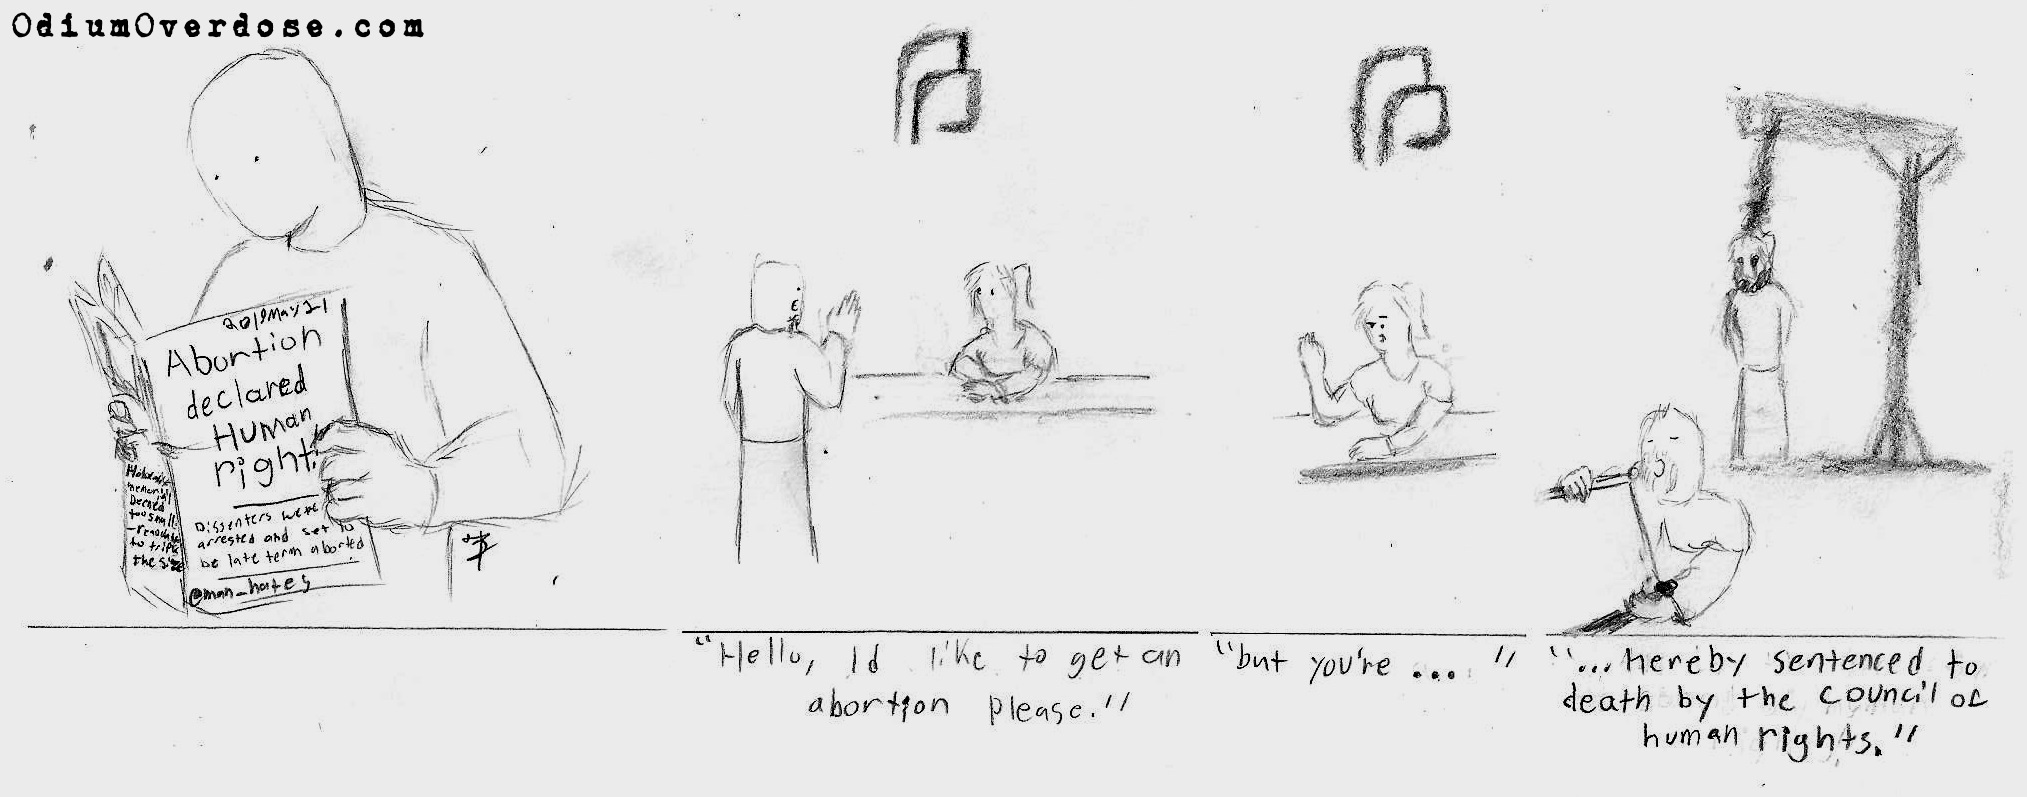 OdiumOverdose.com
2019May21
Abortion
declared
Human
right!
Dissenters were
arrested and set to
be late term aborted
@man_hates
memorial
Deemed
too small
to triple
the size
"Hello, Id like to get an
abortion please."
"but you're ... "
"...hereby sentenced to
death by the council of
human rights."